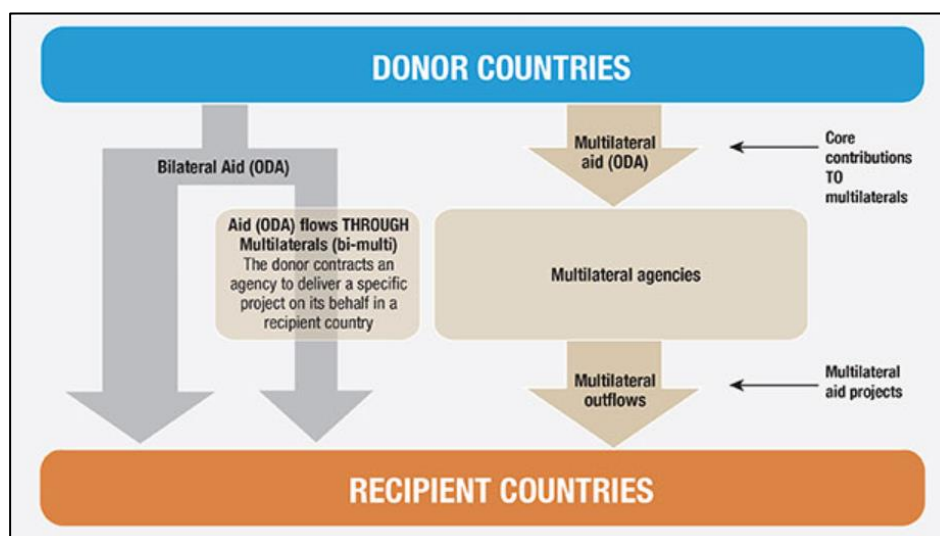 DONOR COUNTRIES
Bilateral Aid (ODA)
Aid (ODA) flows THROUGH
Multilaterals (bi-multi)
The donor contracts an
agency to deliver a specific
project on its behalf in a
recipient country
Multilateral
aid (ODA)
Core
contributions
TO
multilaterals
Multilateral agencies
Multilateral
outflows
Multilateral
aid projects
RECIPIENT COUNTRIES